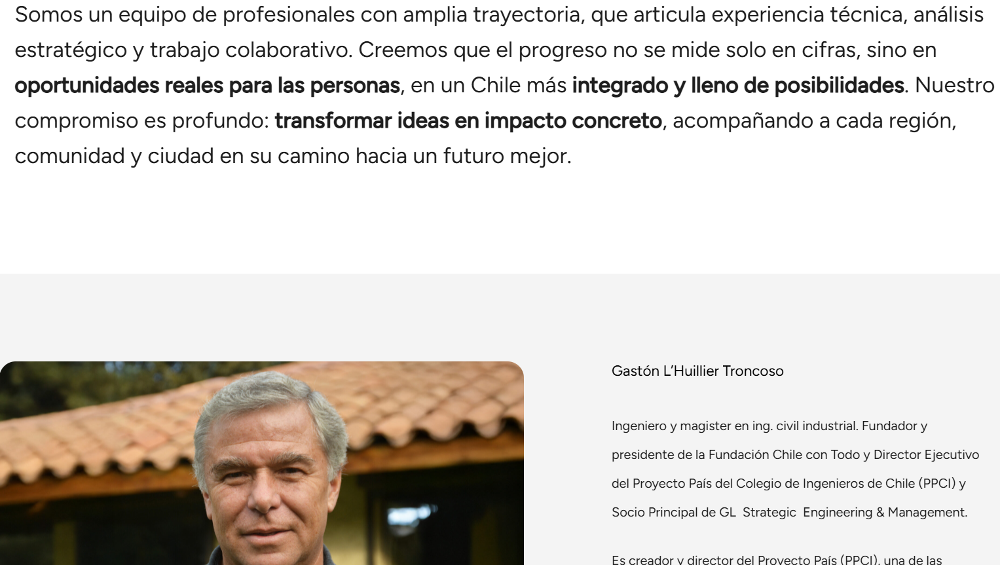 Somos un equipo de profesionales con amplia trayectoria, que articula experiencia técnica, análisis
estratégico y trabajo colaborativo. Creemos que el progreso no se mide solo en cifras, sino en
oportunidades reales para las personas, en un Chile más integrado y lleno de posibilidades. Nuestro
compromiso es profundo: transformar ideas en impacto concreto, acompañando a cada región,
comunidad y ciudad en su camino hacia un futuro mejor.
Gastón L’Huillier Troncoso
Ingeniero y magister en ing. civil industrial. Fundador y
presidente de la Fundación Chile con Todo y Director Ejecutivo
del Proyecto País del Colegio de Ingenieros de Chile (PPCI) y
Socio Principal de GL  Strategic  Engineering & Management.
Es creador y director del Proyecto País (PPCI), una de las